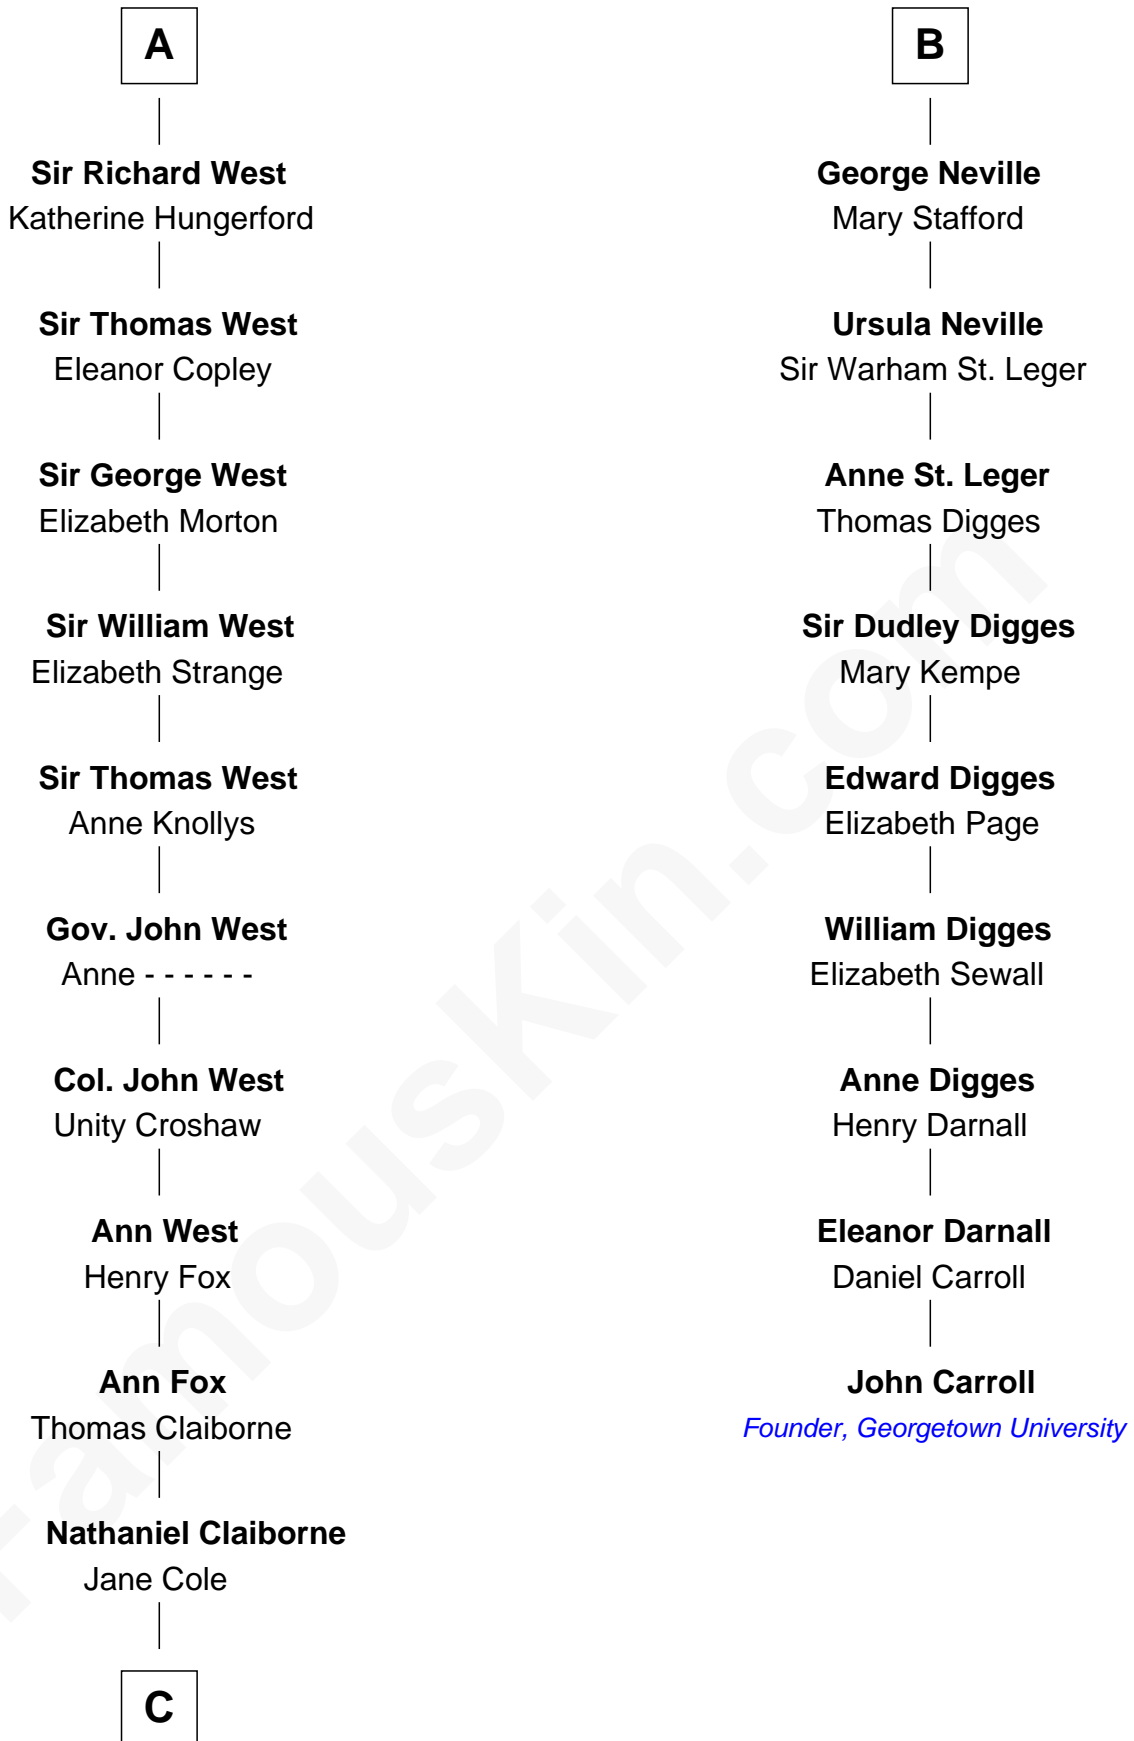 A
Sir Richard West
Katherine Hungerford
Sir Thomas West
Eleanor Copley
Sir George West
Elizabeth Morton
Sir William West
Elizabeth Strange
Sir Thomas West
Anne Knollys
Gov. John West
Anne - - - - - -
Col. John West
Unity Croshaw
Ann West
Henry Fox
Ann Fox
Thomas Claiborne
Nathaniel Claiborne
Jane Cole
C
B
George Neville
Mary Stafford
Ursula Neville
Sir Warham St. Leger
Anne St. Leger
Thomas Digges
Sir Dudley Digges
Mary Kempe
Edward Digges
Elizabeth Page
William Digges
Elizabeth Sewall
Anne Digges
Henry Darnall
Eleanor Darnall
Daniel Carroll
John Carroll
Founder, Georgetown University
FamousKin.com